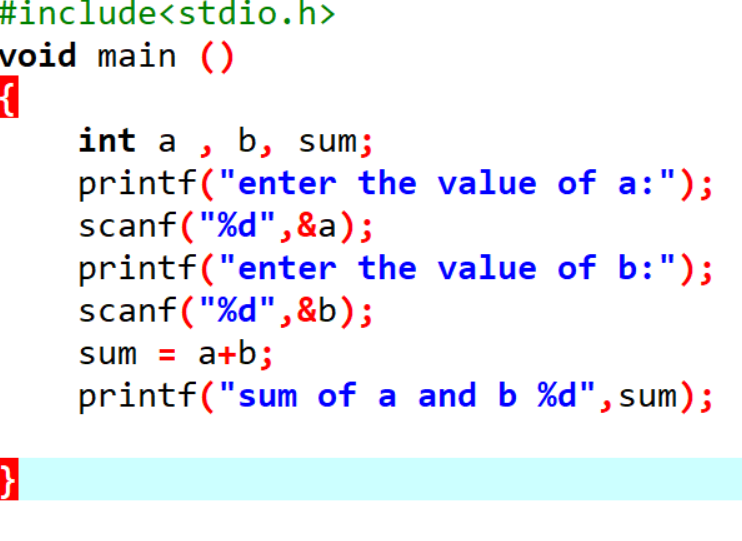 #include<stdio.h>
void main ()
{
int a , b, sum;
printf("enter the value of a:");
scanf("%d",&a);
printf("enter the value of b:");
scanf("%d",&b);
sum = a+b;
printf("sum of a and b %d",sum);
}